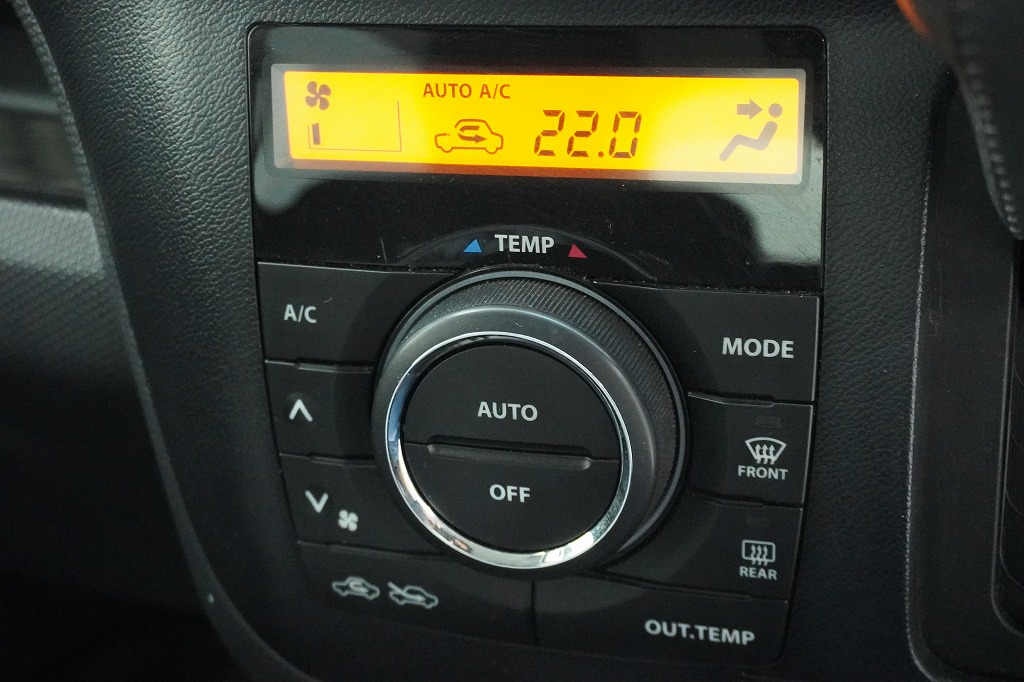 AUTO A/C
22.0
TEMP
A/C
MODE
AUTO
FRONT
OFF
REAR
OUT.TEMP